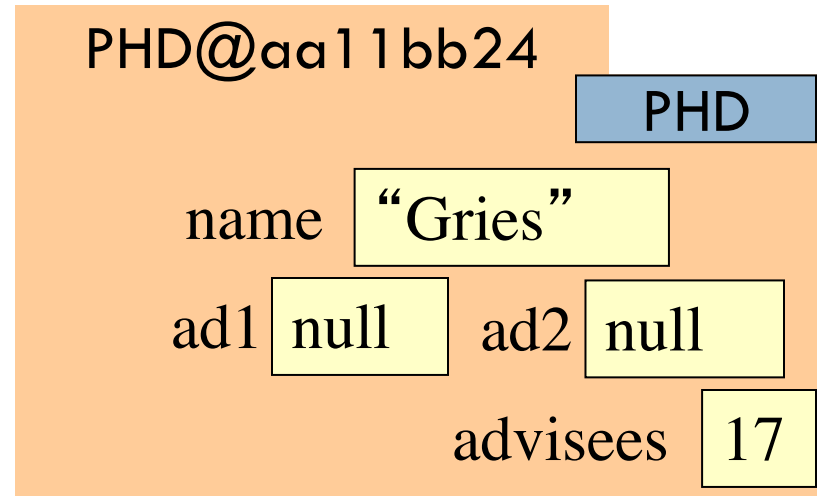 PHD@aa11bb24
PHD
name “Gries”
ad1 null ad2 null
advisees 17